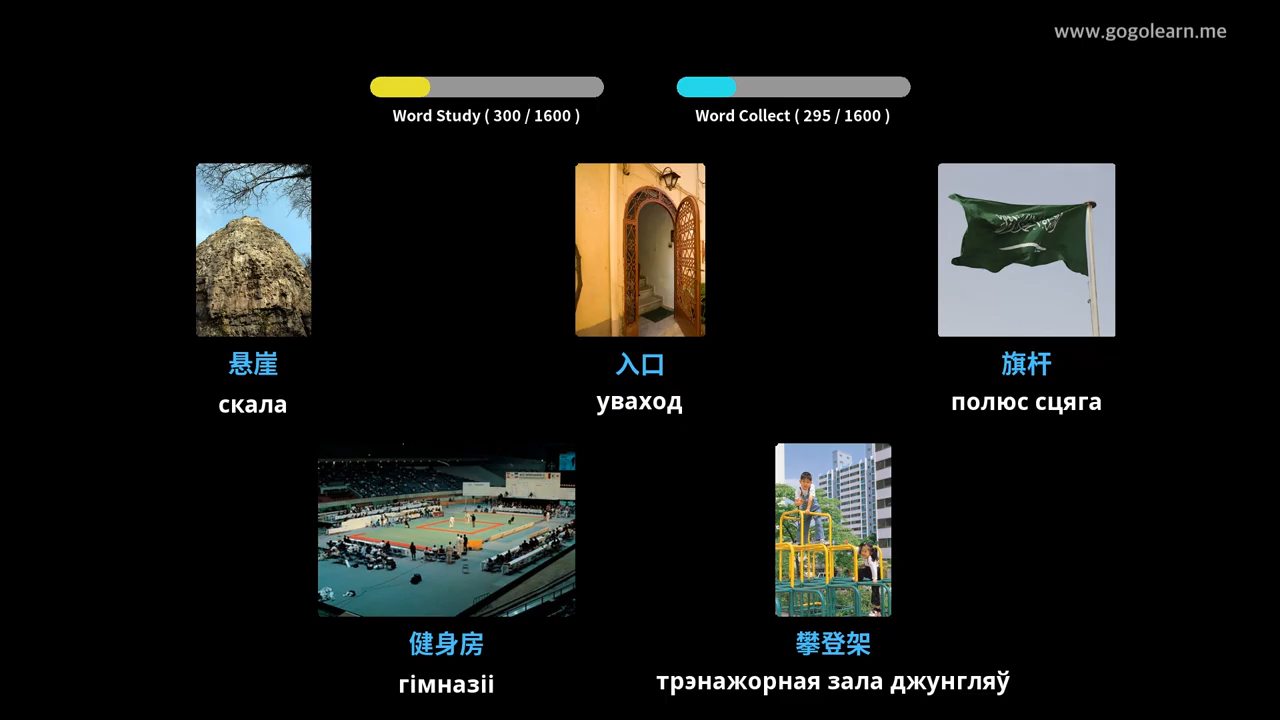 www.gogolearn.me
Word Study ( 300 / 1600 )
Word Collect ( 295 / 1600 )
悬崖
скала
入口
уваход
旗杆
полюс сцяга
健身房
гімназіі
攀登架
трэнажорная зала джунгляў